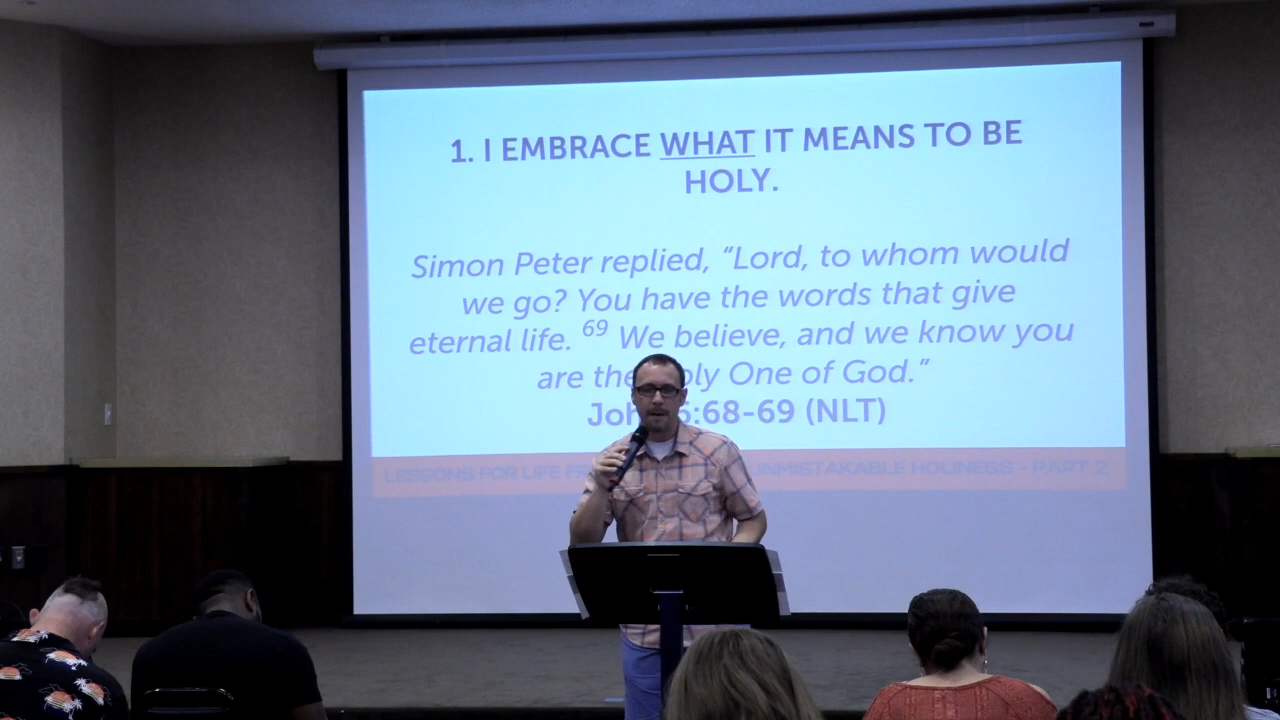 1. I EMBRACE WHAT IT MEANS TO BE
HOLY.
Simon Peter replied, “Lord, to whom would
we go? You have the words that give
eternal life. 69 We believe, and we know you
are the oly One of God.”
Joh 6:68-69 (NLT)
LESSONS FOR LIFE UNMISTAKABLE HOLINESS - PART 2